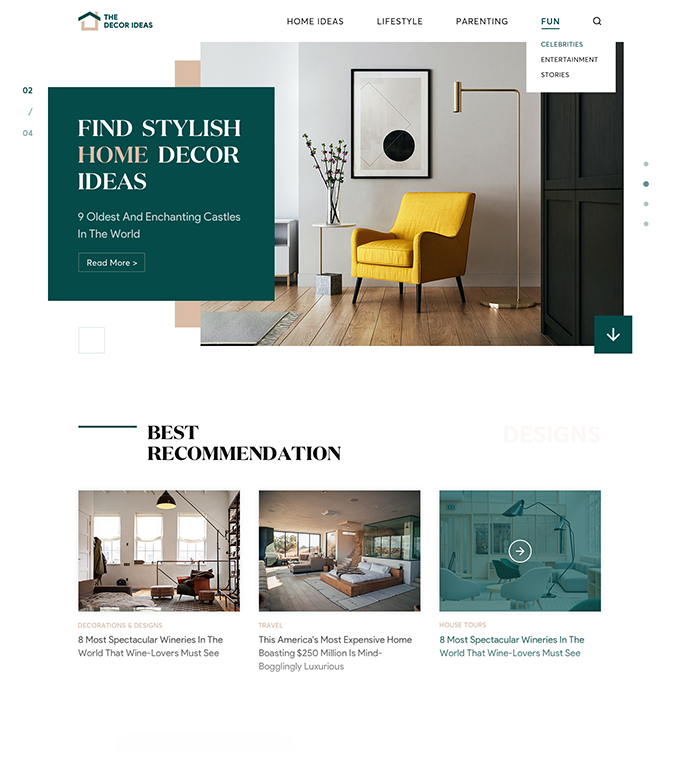 THE
DECOR IDEAS
HOME IDEAS
LIFESTYLE
PARENTING
FUN
CELEBRITIES
ENTERTAINMENT
STORIES
02
/
04
FIND STYLISH
HOME DECOR
IDEAS
9 Oldest And Enchanting Castles
In The World
Read More >
BEST
RECOMMENDATION
DESIGNS
DECORATIONS & DESIGNS
8 Most Spectacular Wineries In The
World That Wine-Lovers Must See
TRAVEL
This America's Most Expensive Home
Boasting $250 Million Is Mind-
Bogglingly Luxurious
HOUSE TOURS
8 Most Spectacular Wineries In The
World That Wine-Lovers Must See